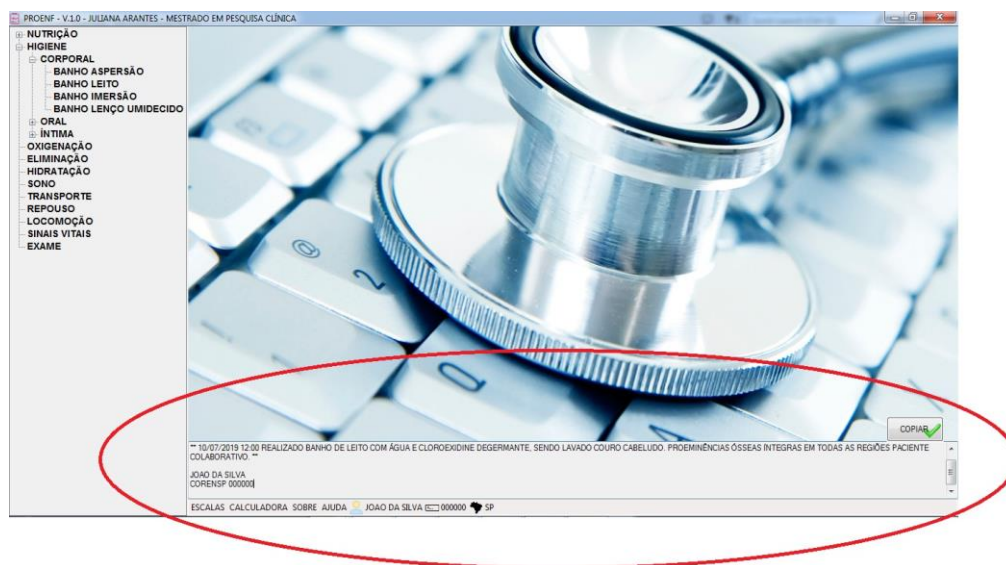 PROENF - V.1.0 - JULIANA ARANTES - MESTRADO EM PESQUISA CLÍNICA
NUTRIÇÃO
HIGIENE
CORPORAL
BANHO ASPERSÃO
BANHO LEITO
BANHO IMERSÃO
BANHO LENÇO UMIDECIDO
ORAL
ÍNTIMA
OXIGENAÇÃO
ELIMINAÇÃO
HIDRATAÇÃO
SONO
TRANSPORTE
REPOUSO
LOCOMOÇÃO
SINAIS VITAIS
EXAME
@
2
Q
COPIAR
"" 10/07/2019 12:00 REALIZADO BANHO DE LEITO COM ÁGUA E CLOROEXIDINE DEGERMANTE, SENDO LAVADO COURO CABELUDO. PROEMINÊNCIAS ÓSSEAS ÍNTEGRAS EM TODAS AS REGIÕES PACIENTE
COLABORATIVO. ""
JOAO DA SILVA
CORENSP 000000
ESCALAS CALCULADORA SOBRE AJUDA JOAO DA SILVA 000000 SP